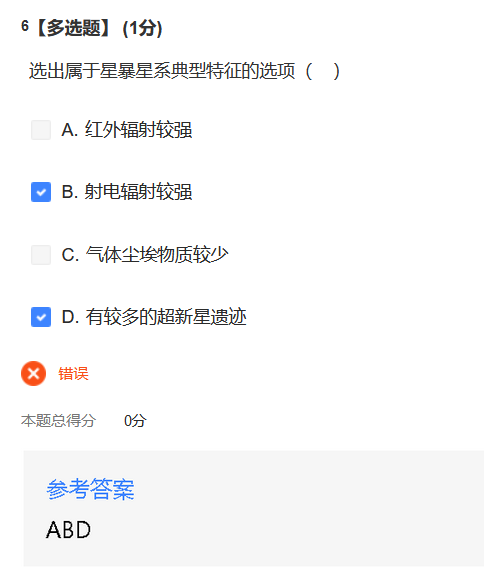 6【多选题】 (1分)
选出属于星暴星系典型特征的选项（ ）
A. 红外辐射较强
B. 射电辐射较强
C. 气体尘埃物质较少
D. 有较多的超新星遗迹
错误
本题总得分 0分
参考答案
ABD